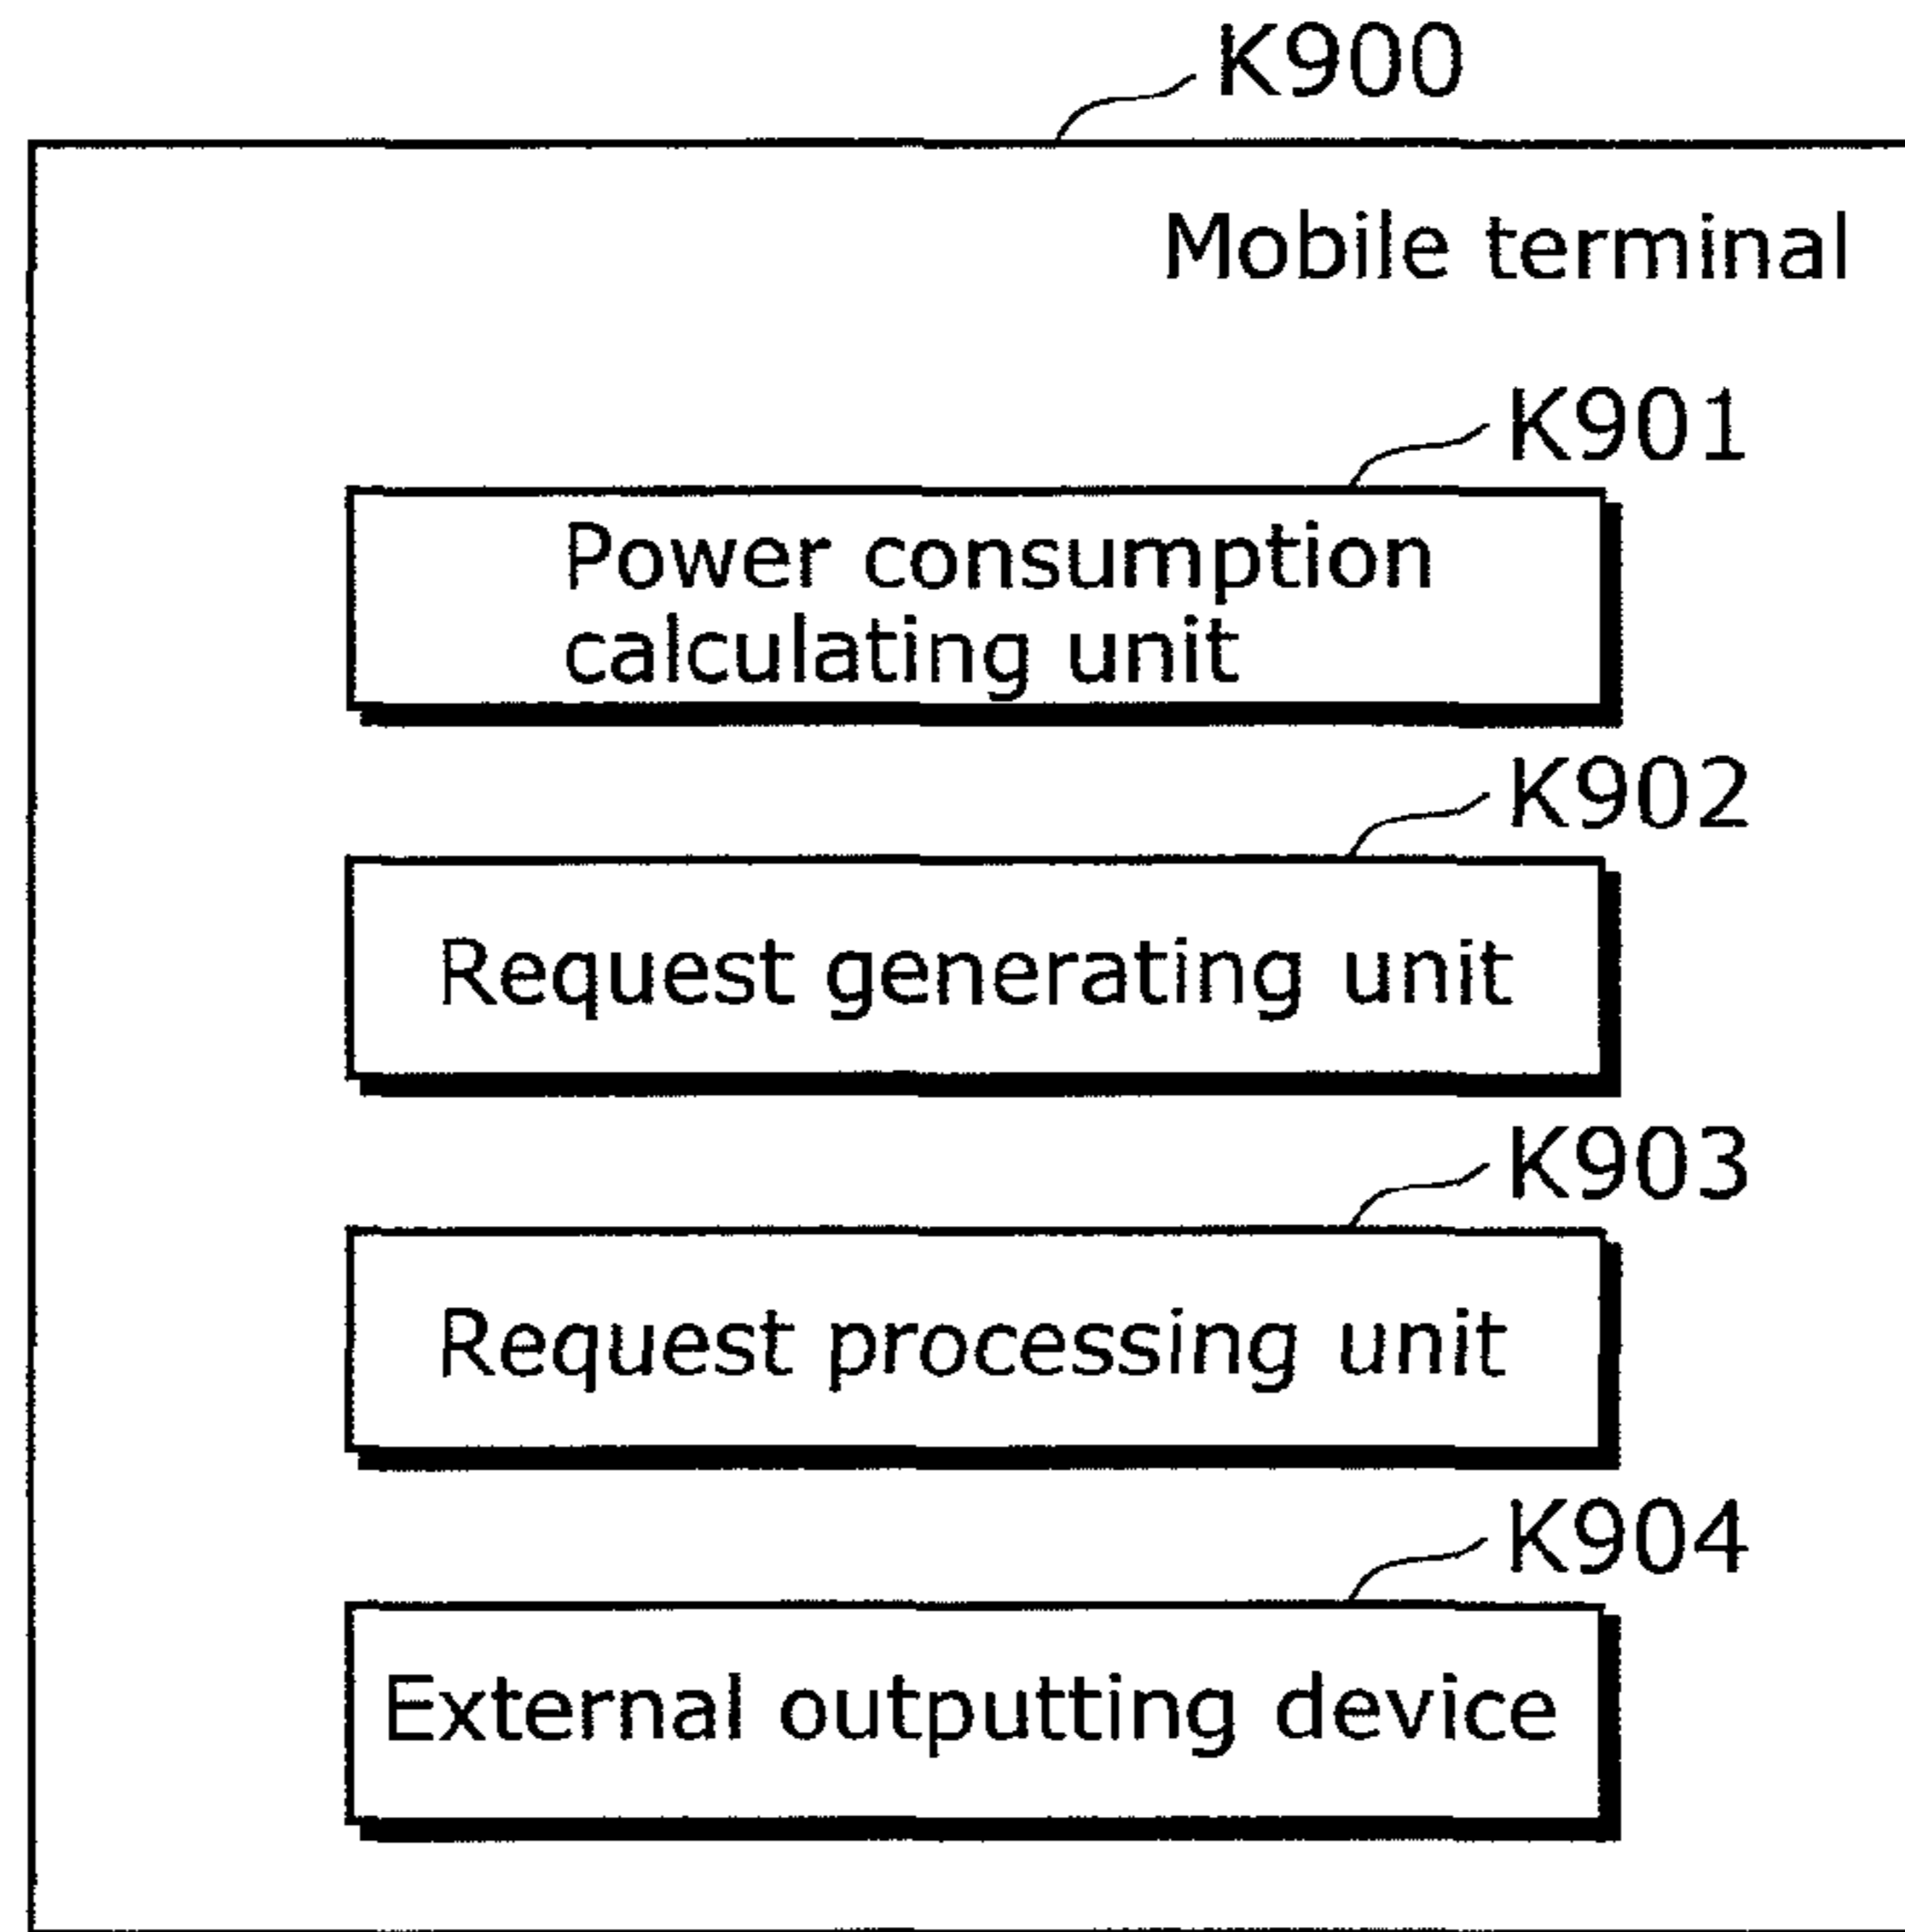 K900
Mobile terminal
K901
Power consumption
calculating unit
K902
Request generating unit
K903
Request processing unit
K904
External outputting device